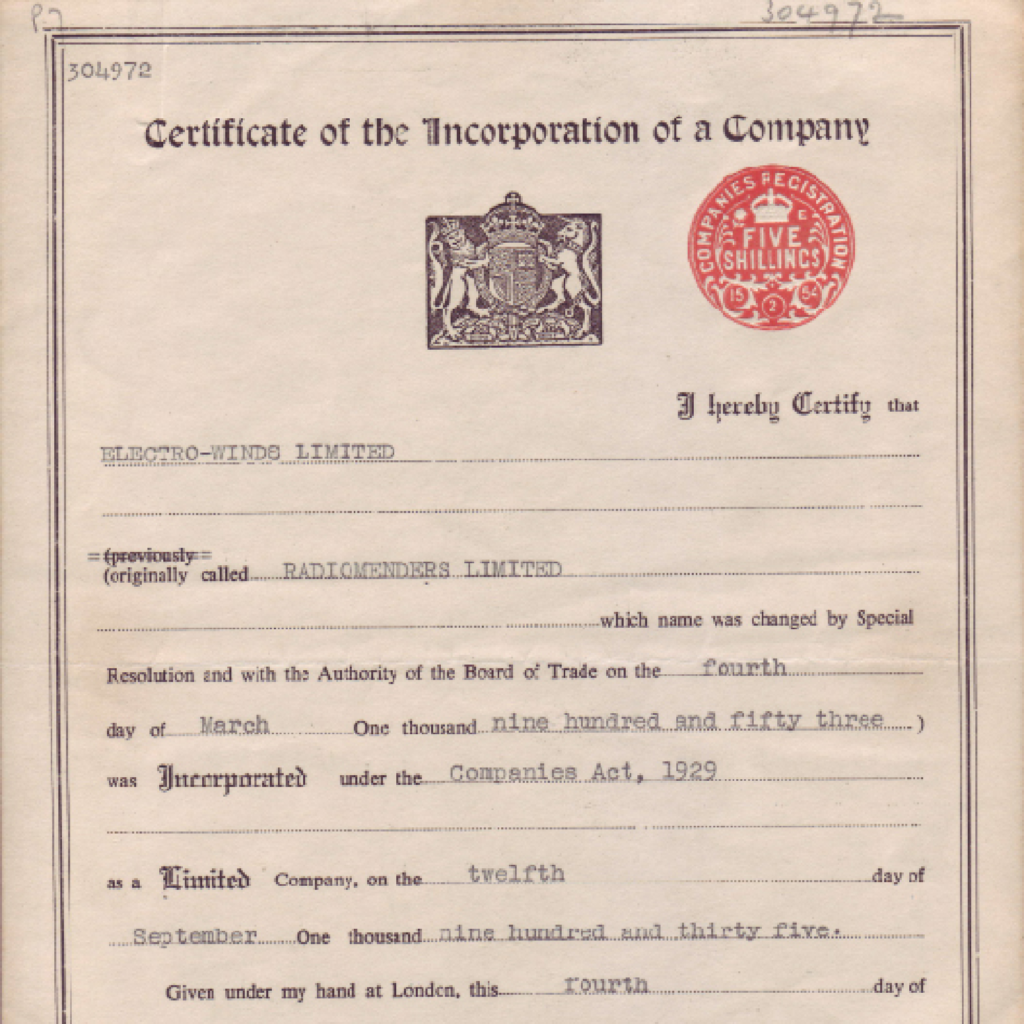 304972
304972
Certificate of the Incorporation of a Company
COMPANIES REGISTRATION
E
FIVE
SHILLINGS
15 2 54
I hereby Certify that
ELECTRO-WINDS LIMITED
(previously
(originally called RADIOMENDERS LIMITED
which name was changed by Special
Resolution and with the Authority of the Board of Trade on the fourth
day of March One thousand nine hundred and fifty three )
was Incorporated under the Companies Act, 1929
as a Limited Company, on the twelfth day of
September One thousand nine hundred and thirty five.
Given under my hand at London, this fourth day of